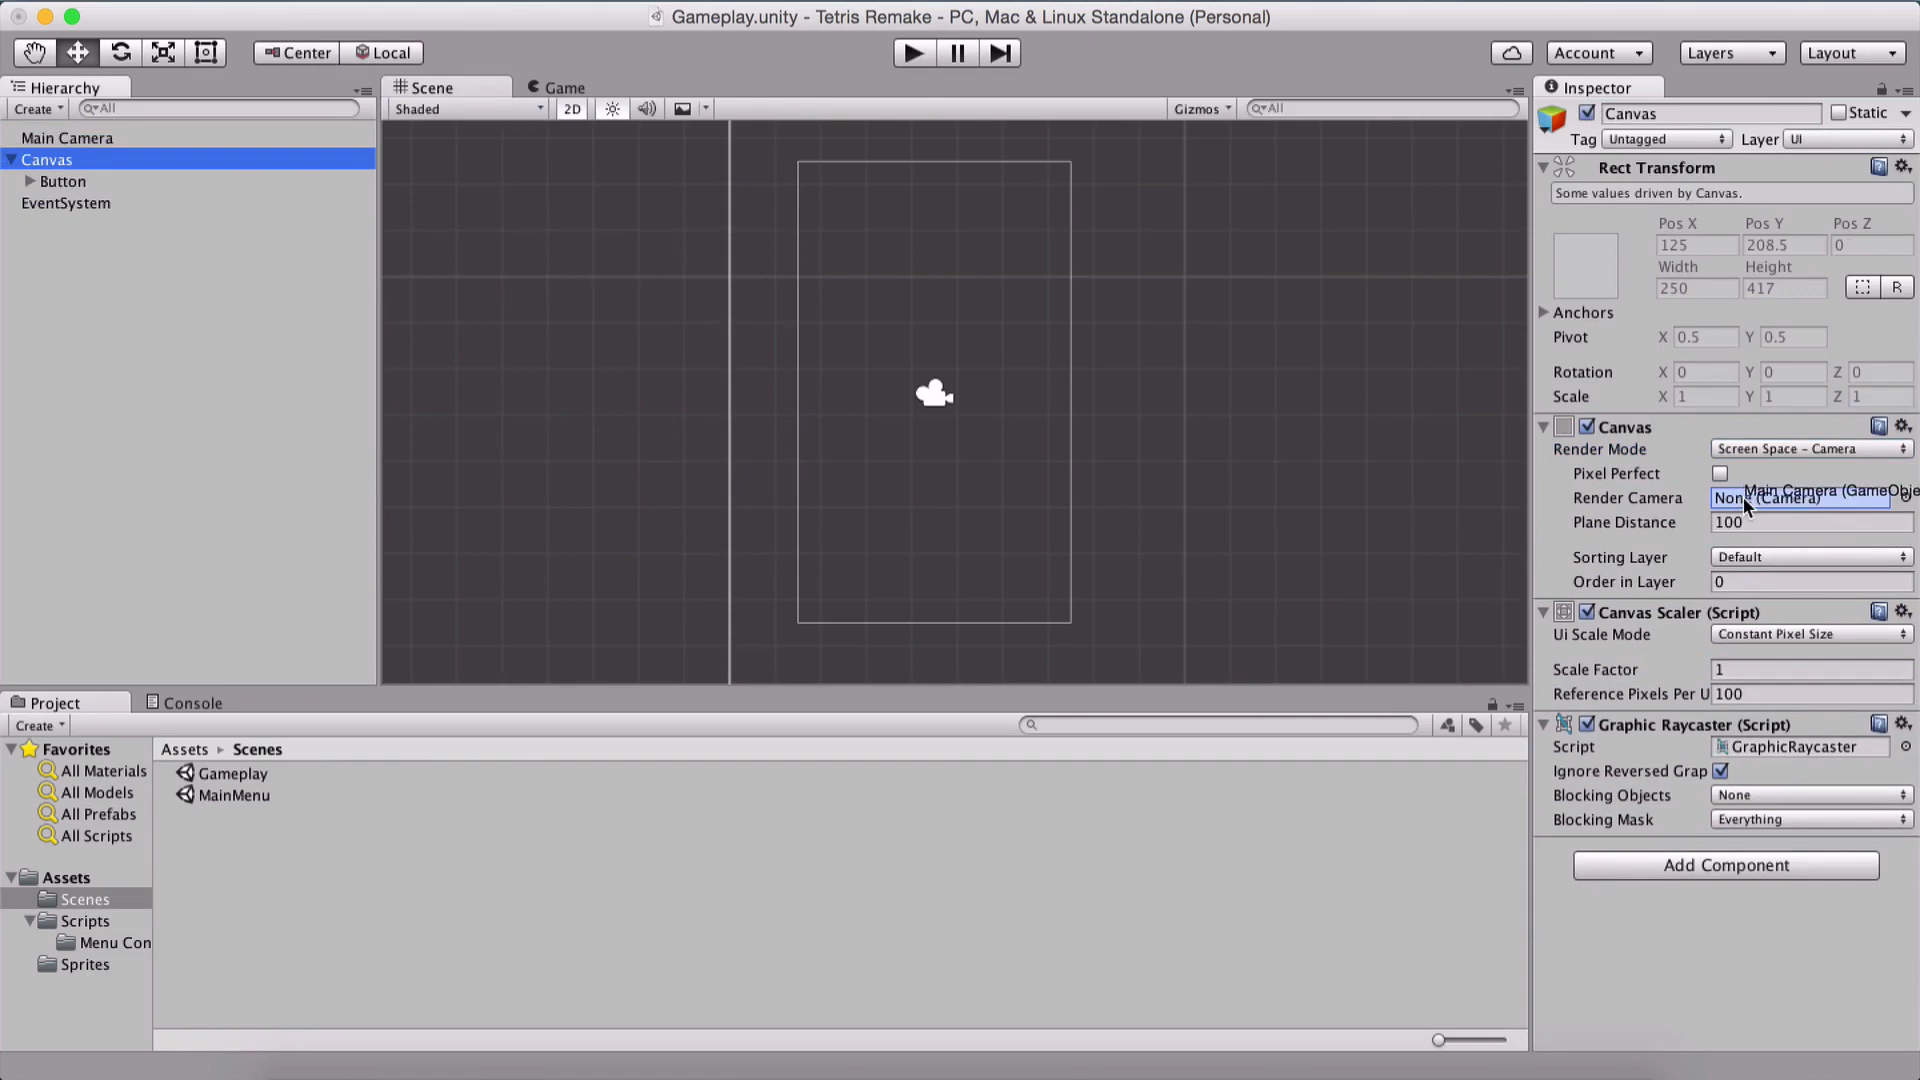 Gameplay.unity - Tetris Remake - PC, Mac & Linux Standalone (Personal)
Center Local Account Layers Layout
Hierarchy
Create All
Main Camera
Canvas
Button
EventSystem
Scene Game
Shaded 2D Gizmos All
Inspector
Canvas Static
Tag Untagged Layer UI
Rect Transform
Some values driven by Canvas.
Pos X Pos Y Pos Z
125 208.5 0
Width Height
250 417 R
Anchors
Pivot X 0.5 Y 0.5
Rotation X 0 Y 0 Z 0
Scale X 1 Y 1 Z 1
Canvas
Render Mode Screen Space - Camera
Pixel Perfect
Main Camera (GameObje
Render Camera None (Camera)
Plane Distance 100
Sorting Layer Default
Order in Layer 0
Canvas Scaler (Script)
Ui Scale Mode Constant Pixel Size
Scale Factor 1
Reference Pixels Per U 100
Graphic Raycaster (Script)
Script GraphicRaycaster
Ignore Reversed Grap
Blocking Objects None
Blocking Mask Everything
Add Component
Project Console
Create
Favorites
All Materials
All Models
All Prefabs
All Scripts
Assets
Scenes
Scripts
Menu Con
Sprites
Assets Scenes
Gameplay
MainMenu